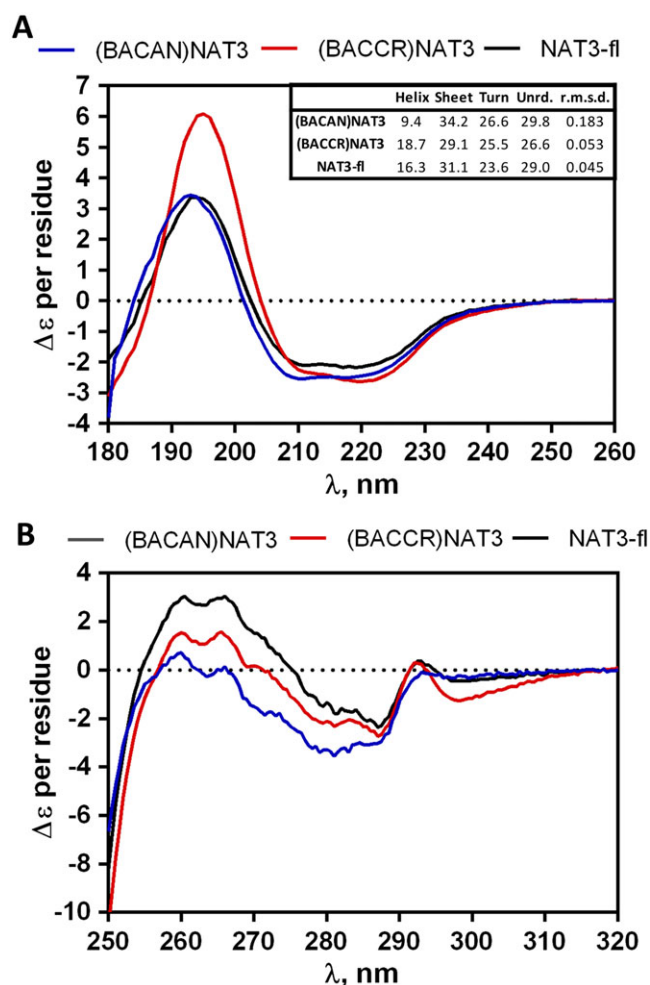 A
(BACAN)NAT3 (BACCR)NAT3 NAT3-fl
7
6
5
4
3
2
1
0
-1
-2
-3
-4
Δε per residue
Helix Sheet Turn Unrd. r.m.s.d.
(BACAN)NAT3 9.4 34.2 26.6 29.8 0.183
(BACCR)NAT3 18.7 29.1 25.5 26.6 0.053
NAT3-fl 16.3 31.1 23.6 29.0 0.045
180 190 200 210 220 230 240 250 260
λ, nm
B
(BACAN)NAT3 (BACCR)NAT3 NAT3-fl
4
2
0
-2
-4
-6
-8
-10
Δε per residue
250 260 270 280 290 300 310 320
λ, nm